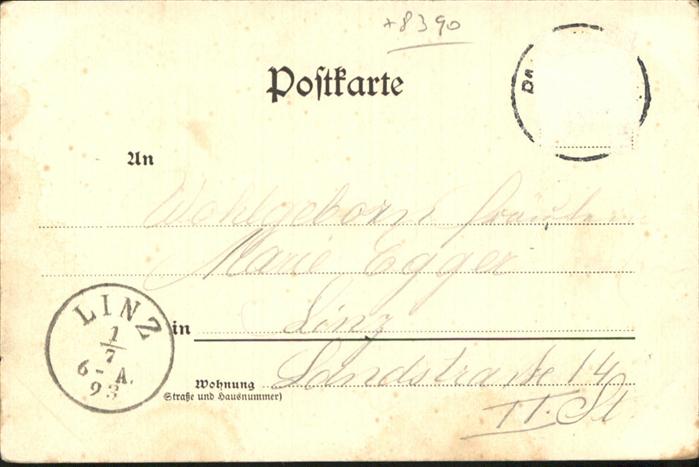 +8390
Postkarte
An
Wohlgeborn Fräulein
Marie Egger
in Linz
Wohnung Landstraße 14
(Straße und Hausnummer)
II. St
LINZ
1/7
6-A.
93